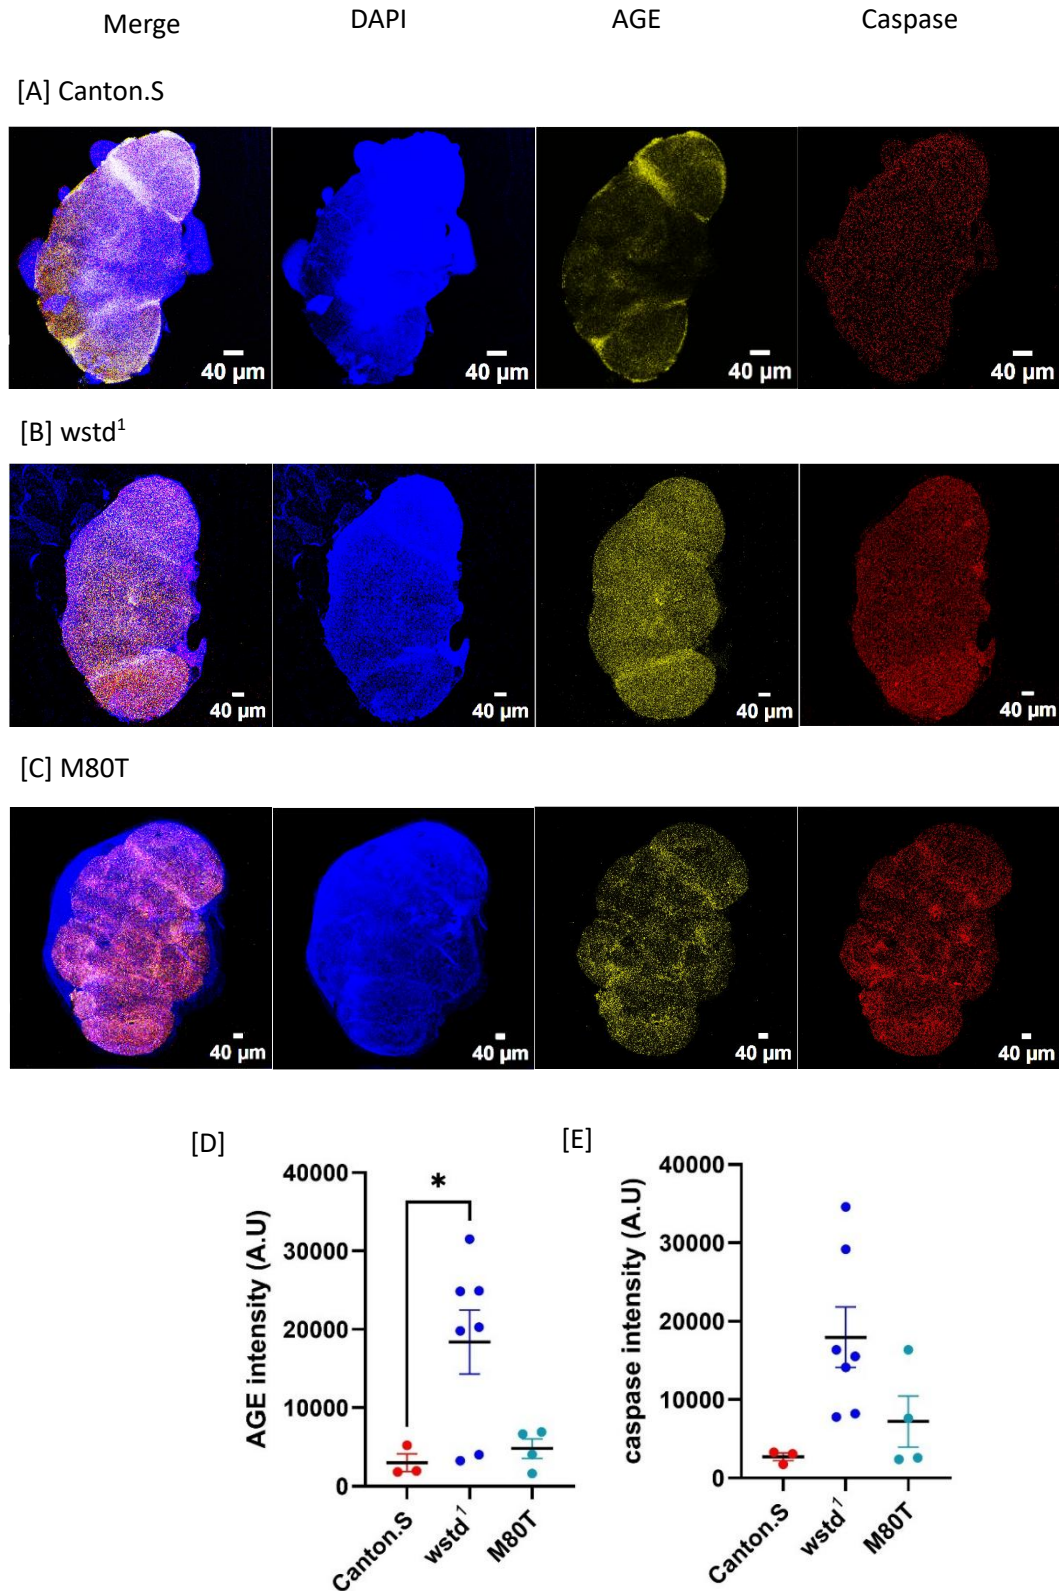 Merge DAPI AGE Caspase
[A] Canton.S
40 µm 40 µm 40 µm 40 µm
[B] wstd¹
40 µm 40 µm 40 µm 40 µm
[C] M80T
40 µm 40 µm 40 µm 40 µm
[D]
AGE intensity (A.U)
40000
30000
20000
10000
0
*
Canton.S
wstd¹
M80T
[E]
caspase intensity (A.U)
40000
30000
20000
10000
0
Canton.S
wstd¹
M80T